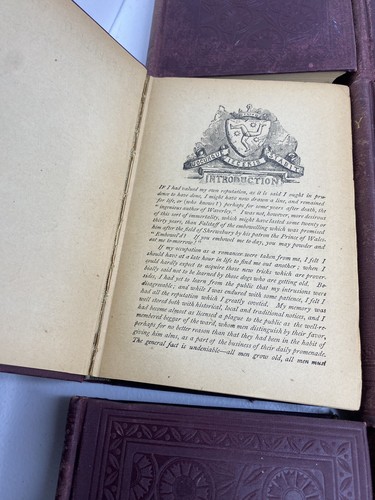 QUOCUNQUE JECERIS STABIT
INTRODUCTION
IF I had valued my own reputation, as it is said I ought in pru-
dence to have done, I might have now drawn a line, and remained
for life, or (who knows?) perhaps for some years after death, the
"ingenious author of Waverley." I was not, however, more desirous
of this sort of immortality, which might have lasted some twenty or
thirty years, than Falstaff of the embowelling which was promised
him after the field of Shrewsbury by his patron the Prince of Wales.
"Embowel'd? If you embowel me to-day, you may powder and
eat me to-morrow!"
If my occupation as a romancer were taken from me, I felt I
should have at a late hour in life to find me out another; when I
could hardly expect to acquire those new tricks which are prover-
bially said not to be learned by those dogs who are getting old. Be-
sides, I had yet to learn from the public that my intrusions were
disagreeable; and while I was endured with some patience, I felt I
had all the reputation which I greatly coveted. My memory was
well stored both with historical, local and traditional notices, and I
had become almost as licensed a plague to the public as the well-re-
membered beggar of the ward, whom men distinguish by their favor,
perhaps for no better reason than that they had been in the habit of
giving him alms, as a part of the business of their daily promenade.
The general fact is undeniable—all men grow old, all men must